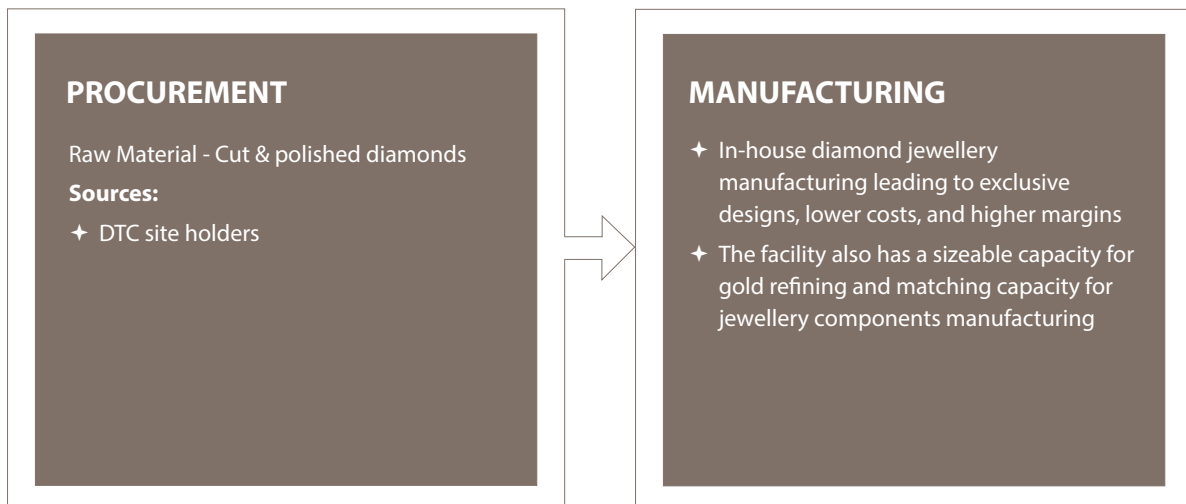 PROCUREMENT
Raw Material - Cut & polished diamonds
Sources:
✦ DTC site holders
MANUFACTURING
✦ In-house diamond jewellery
manufacturing leading to exclusive
designs, lower costs, and higher margins
✦ The facility also has a sizeable capacity for
gold refining and matching capacity for
jewellery components manufacturing